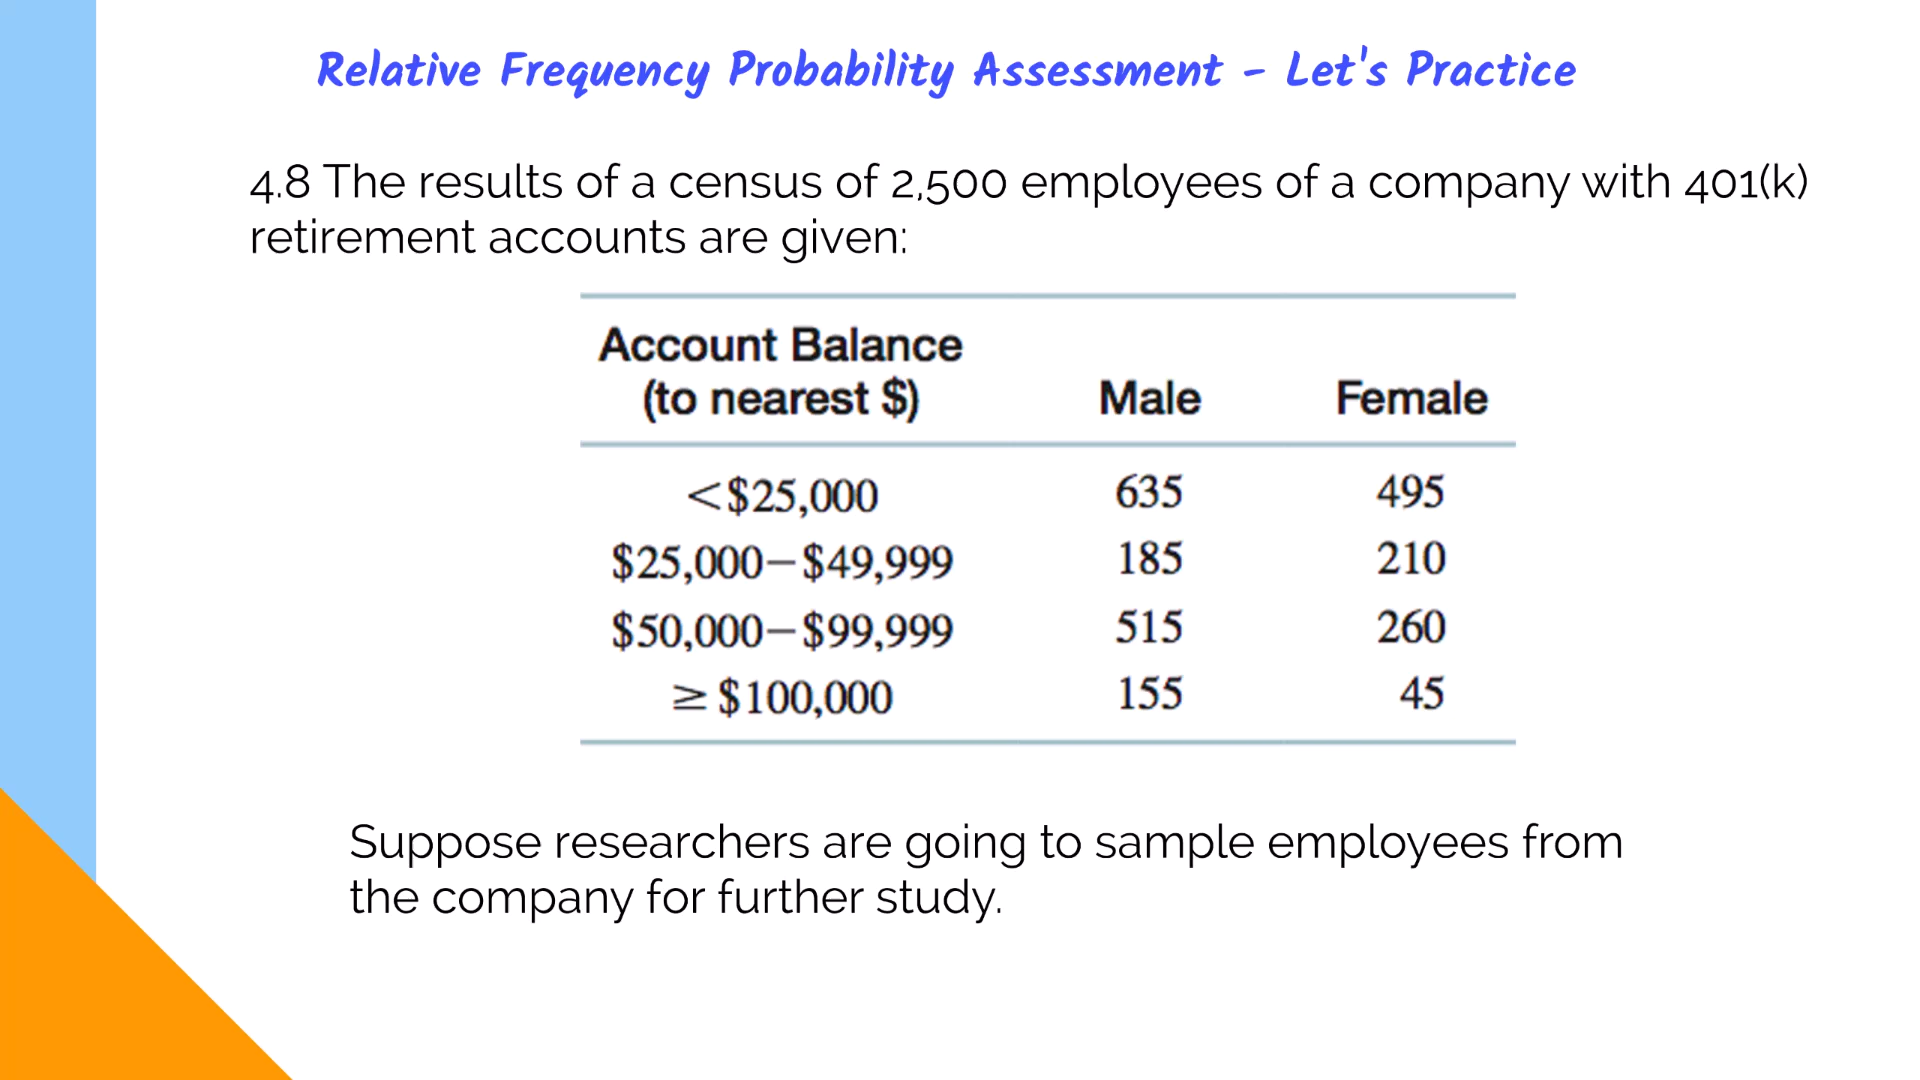 Relative Frequency Probability Assessment - Let's Practice
4.8 The results of a census of 2,500 employees of a company with 401(k)
retirement accounts are given:
Account Balance
(to nearest $) Male Female
<$25,000 635 495
$25,000–$49,999 185 210
$50,000–$99,999 515 260
≥ $100,000 155 45
Suppose researchers are going to sample employees from
the company for further study.